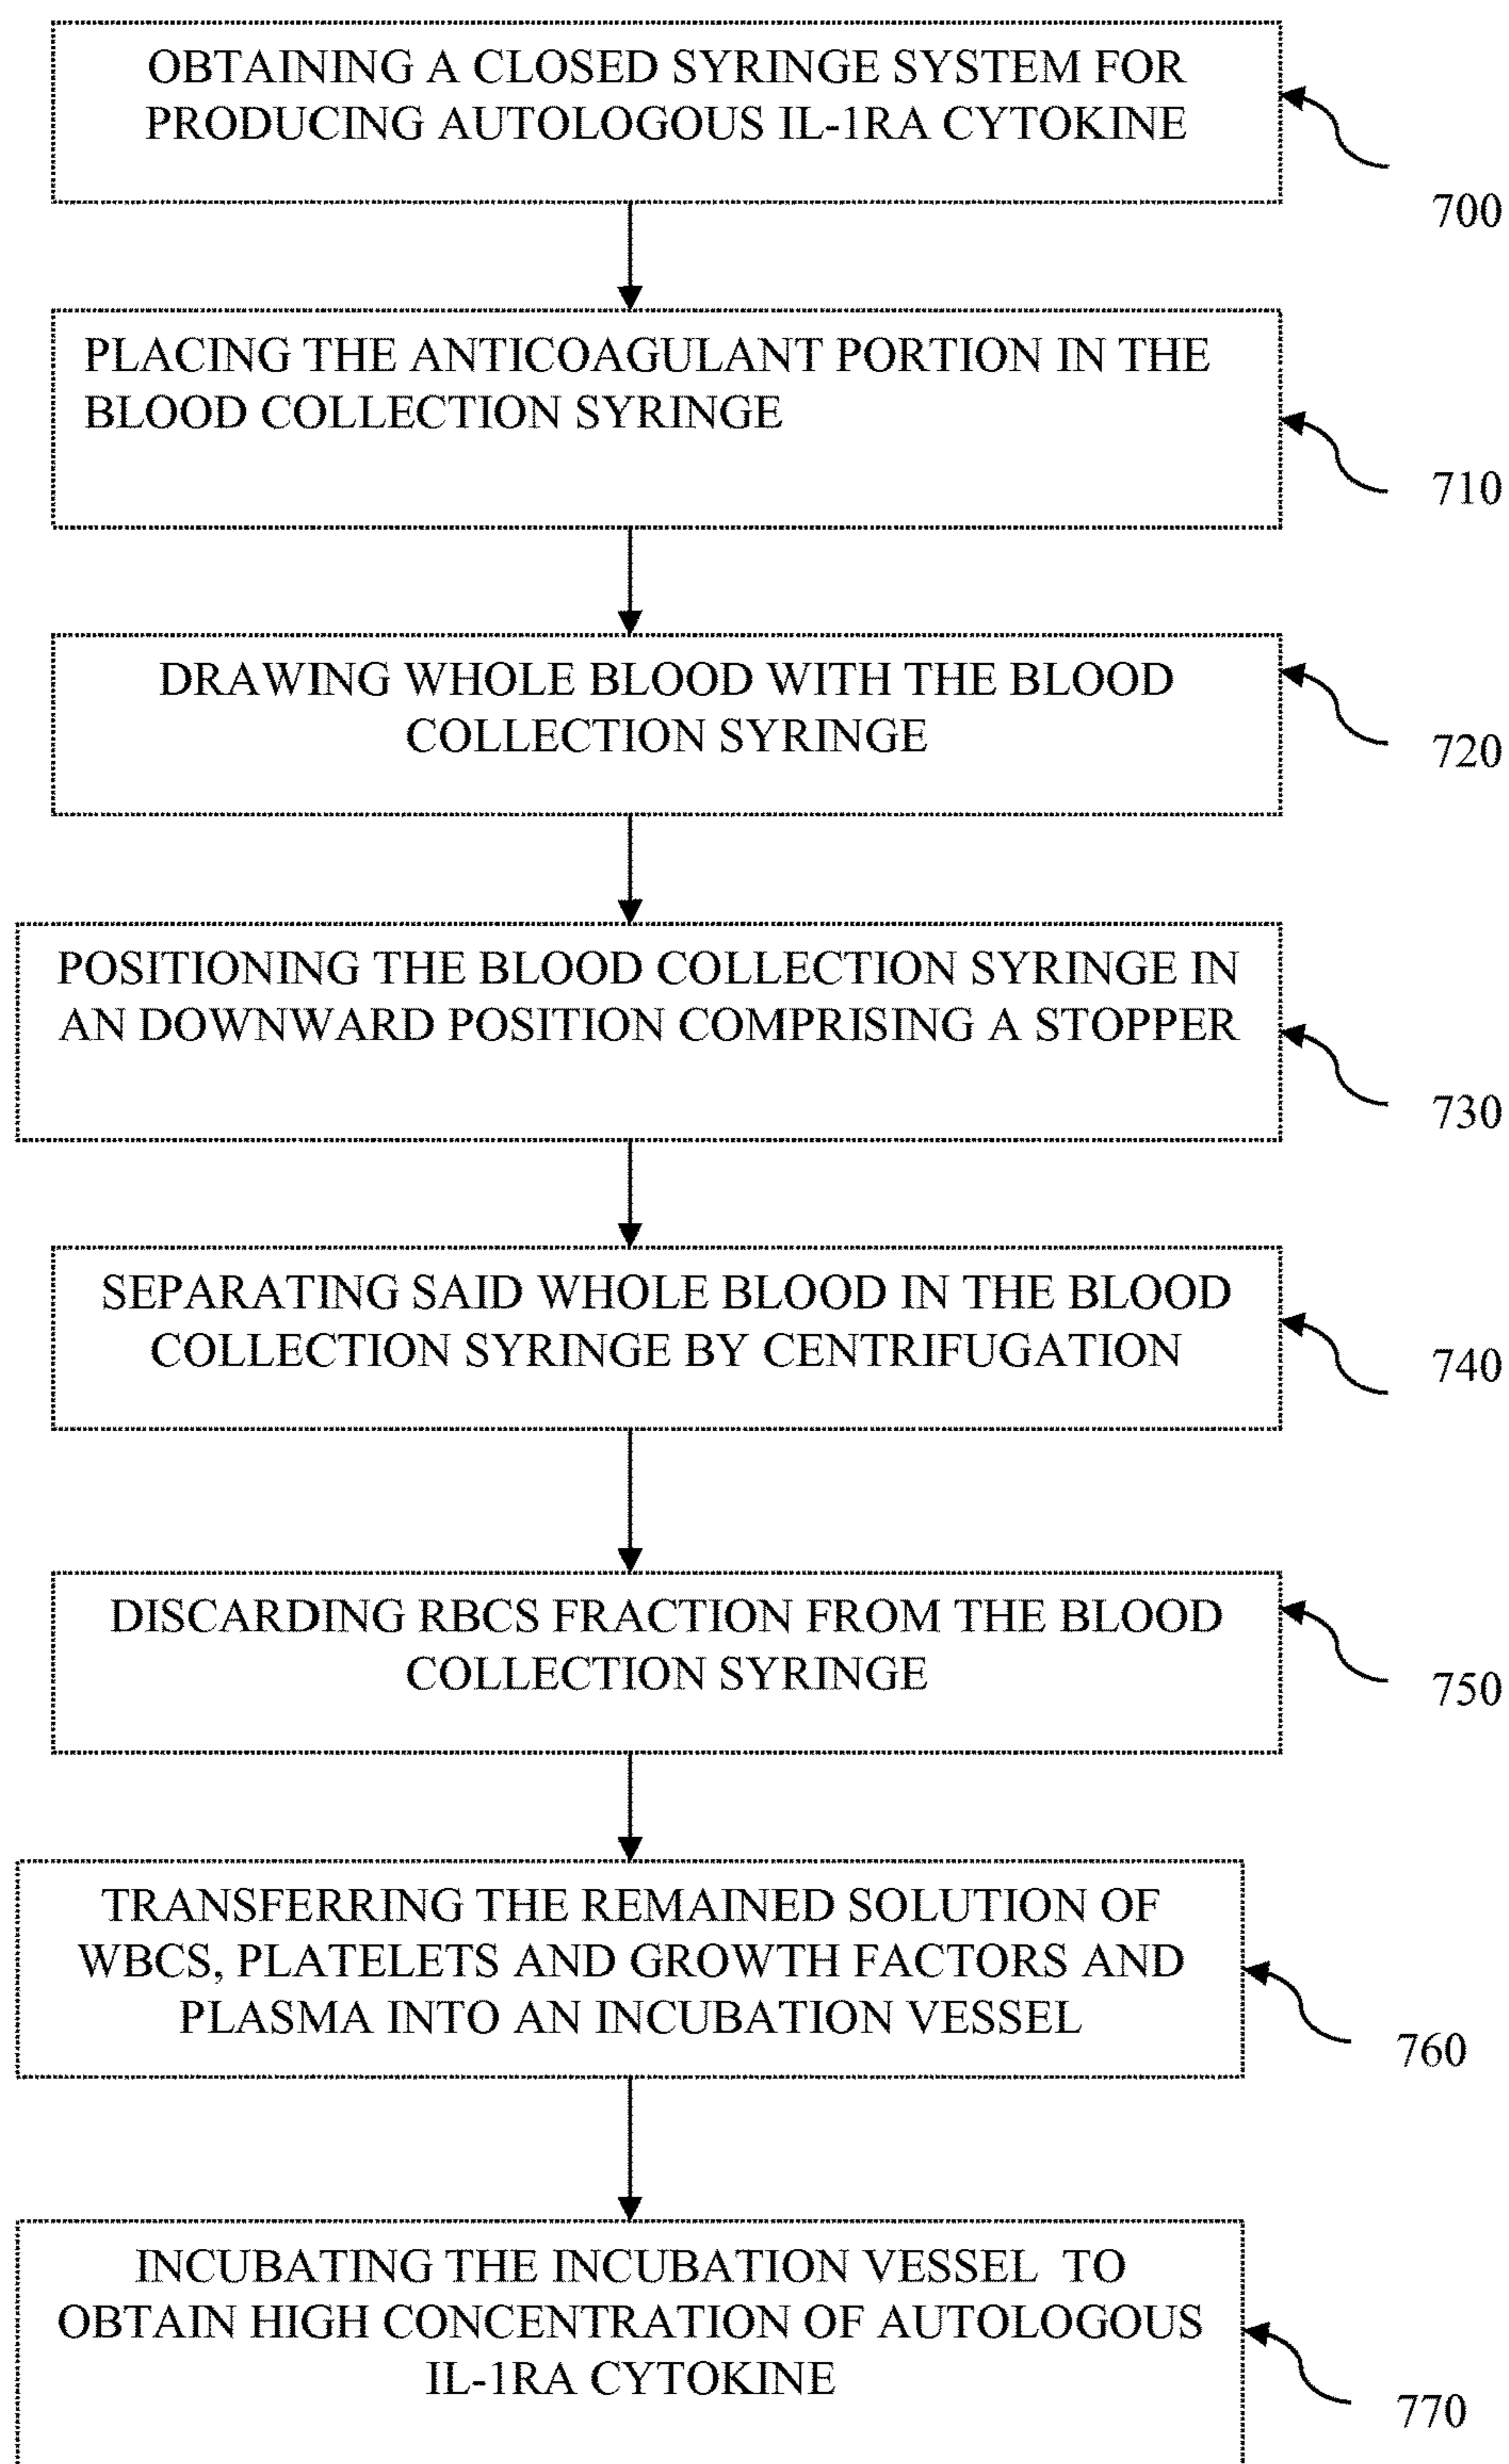 OBTAINING A CLOSED SYRINGE SYSTEM FOR
PRODUCING AUTOLOGOUS IL-1RA CYTOKINE
700
PLACING THE ANTICOAGULANT PORTION IN THE
BLOOD COLLECTION SYRINGE
710
DRAWING WHOLE BLOOD WITH THE BLOOD
COLLECTION SYRINGE
720
POSITIONING THE BLOOD COLLECTION SYRINGE IN
AN DOWNWARD POSITION COMPRISING A STOPPER
730
SEPARATING SAID WHOLE BLOOD IN THE BLOOD
COLLECTION SYRINGE BY CENTRIFUGATION
740
DISCARDING RBCS FRACTION FROM THE BLOOD
COLLECTION SYRINGE
750
TRANSFERRING THE REMAINED SOLUTION OF
WBCS, PLATELETS AND GROWTH FACTORS AND
PLASMA INTO AN INCUBATION VESSEL
760
INCUBATING THE INCUBATION VESSEL TO
OBTAIN HIGH CONCENTRATION OF AUTOLOGOUS
IL-1RA CYTOKINE
770